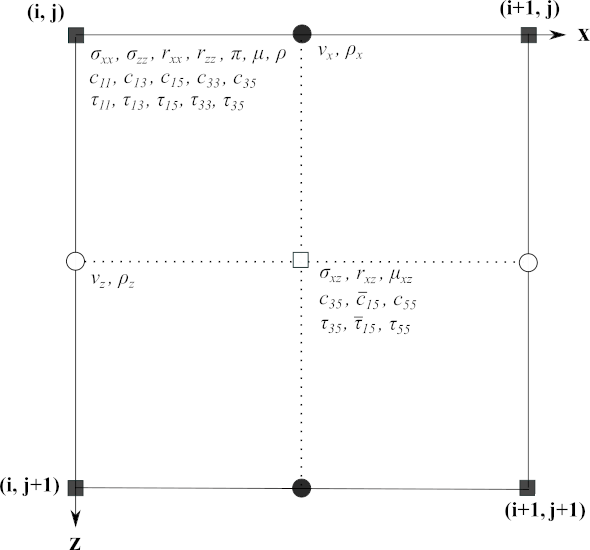 (i, j)
(i+1, j)
x
σxx, σzz, rxx, rzz, π, μ, ρ
c11, c13, c15, c33, c35
τ11, τ13, τ15, τ33, τ35
vx, ρx
vz, ρz
σxz, rxz, μxz
c35, c̅15, c55
τ35, τ̅15, τ55
(i, j+1)
(i+1, j+1)
z